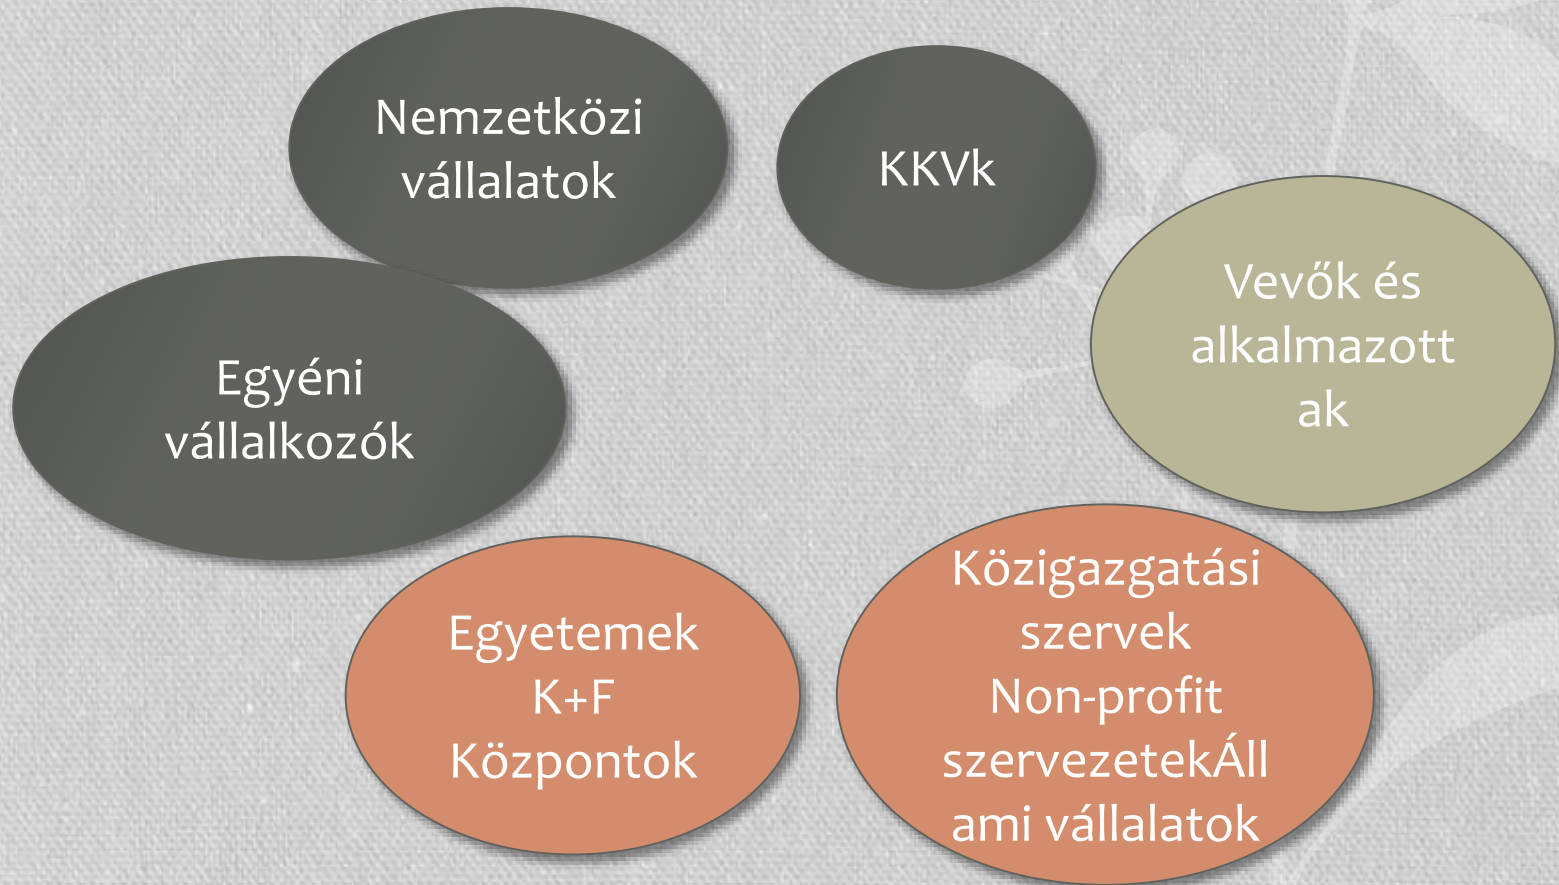 Nemzetközi
vállalatok
KKVk
Vevők és
alkalmazott
ak
Egyéni
vállalkozók
Egyetemek
K+F
Központok
Közigazgatási
szervek
Non-profit
szervezetekÁll
ami vállalatok